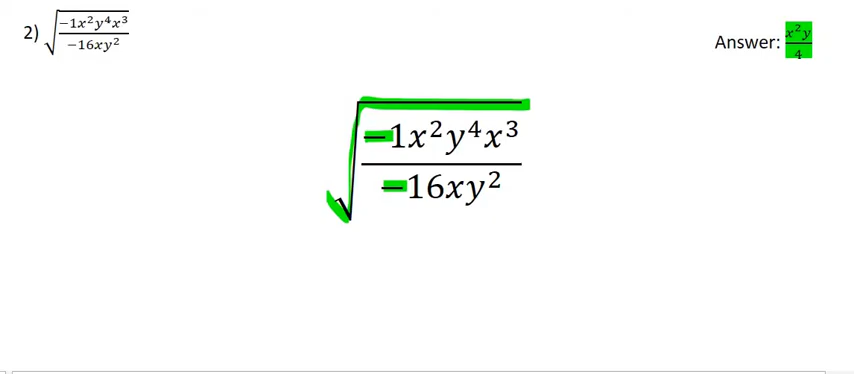 2) √(−1x²y⁴x³ / −16xy²)
Answer: x²y / 4
√(−1x²y⁴x³ / −16xy²)